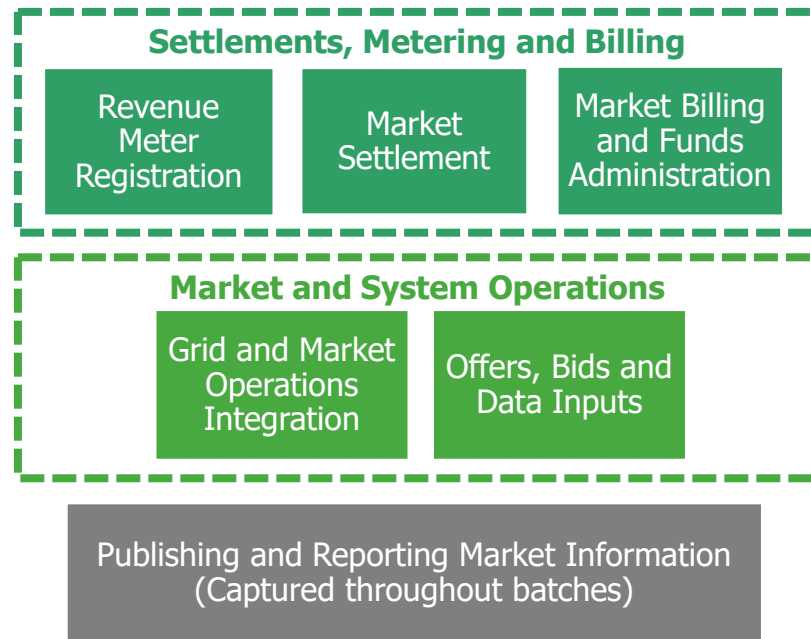 Settlements, Metering and Billing
Revenue
Meter
Registration
Market
Settlement
Market Billing
and Funds
Administration
Market and System Operations
Grid and Market
Operations
Integration
Offers, Bids and
Data Inputs
Publishing and Reporting Market Information
(Captured throughout batches)